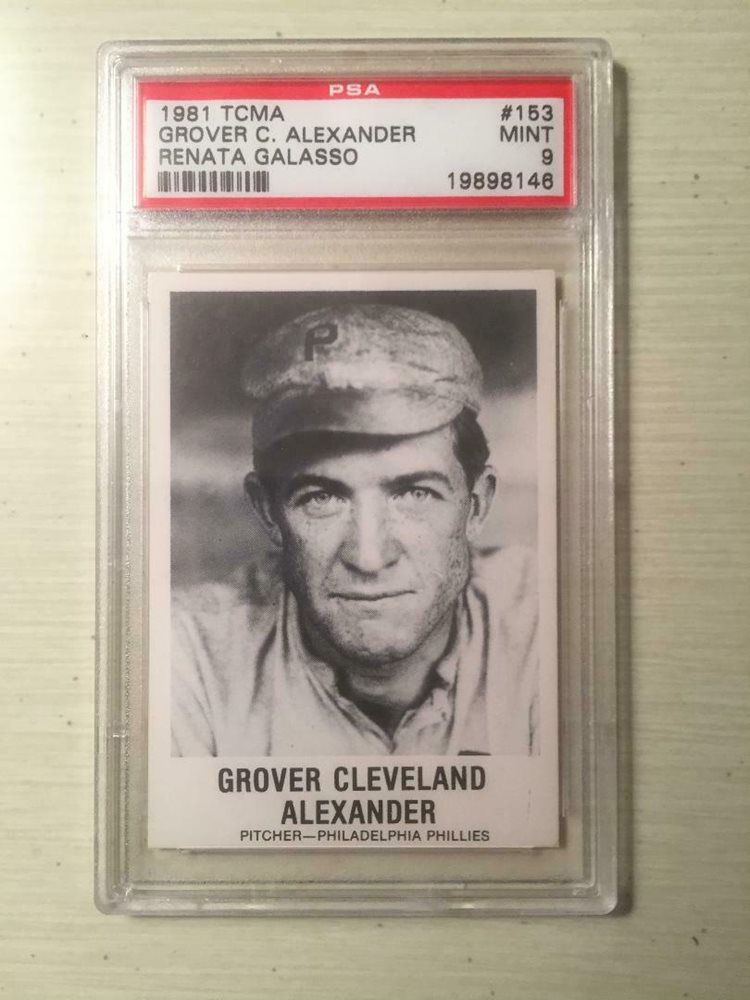 PSA
1981 TCMA #153
GROVER C. ALEXANDER MINT
RENATA GALASSO 9
19898146
P
GROVER CLEVELAND
ALEXANDER
PITCHER—PHILADELPHIA PHILLIES